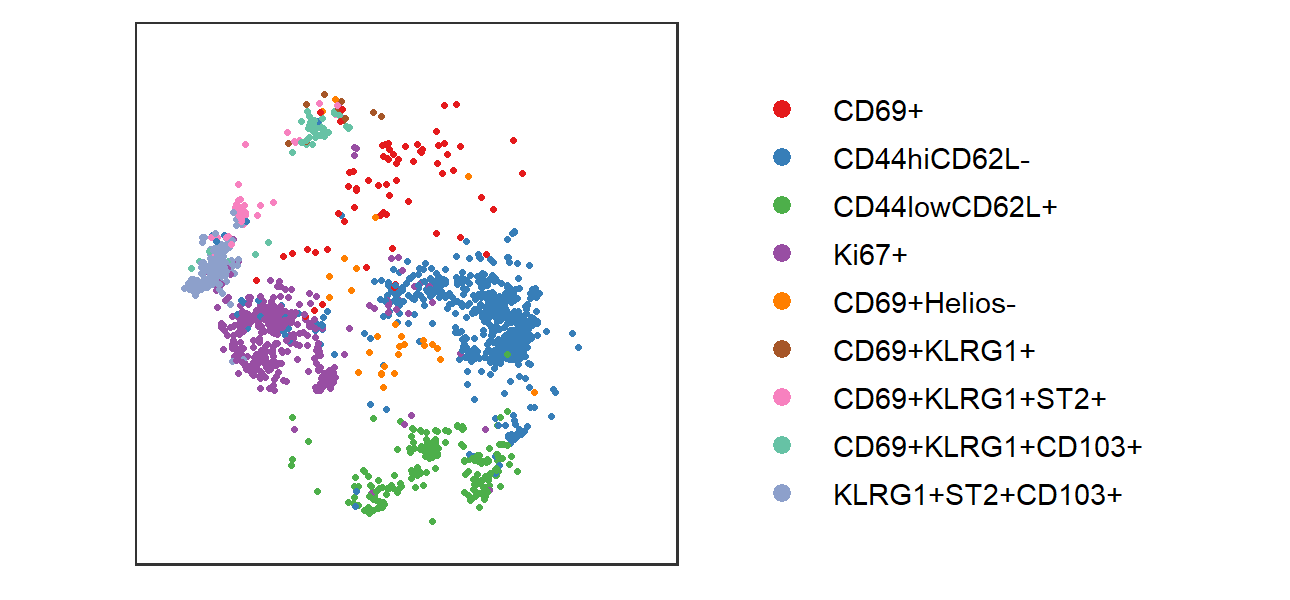 CD69+
CD44hiCD62L-
CD44lowCD62L+
Ki67+
CD69+Helios-
CD69+KLRG1+
CD69+KLRG1+ST2+
CD69+KLRG1+CD103+
KLRG1+ST2+CD103+